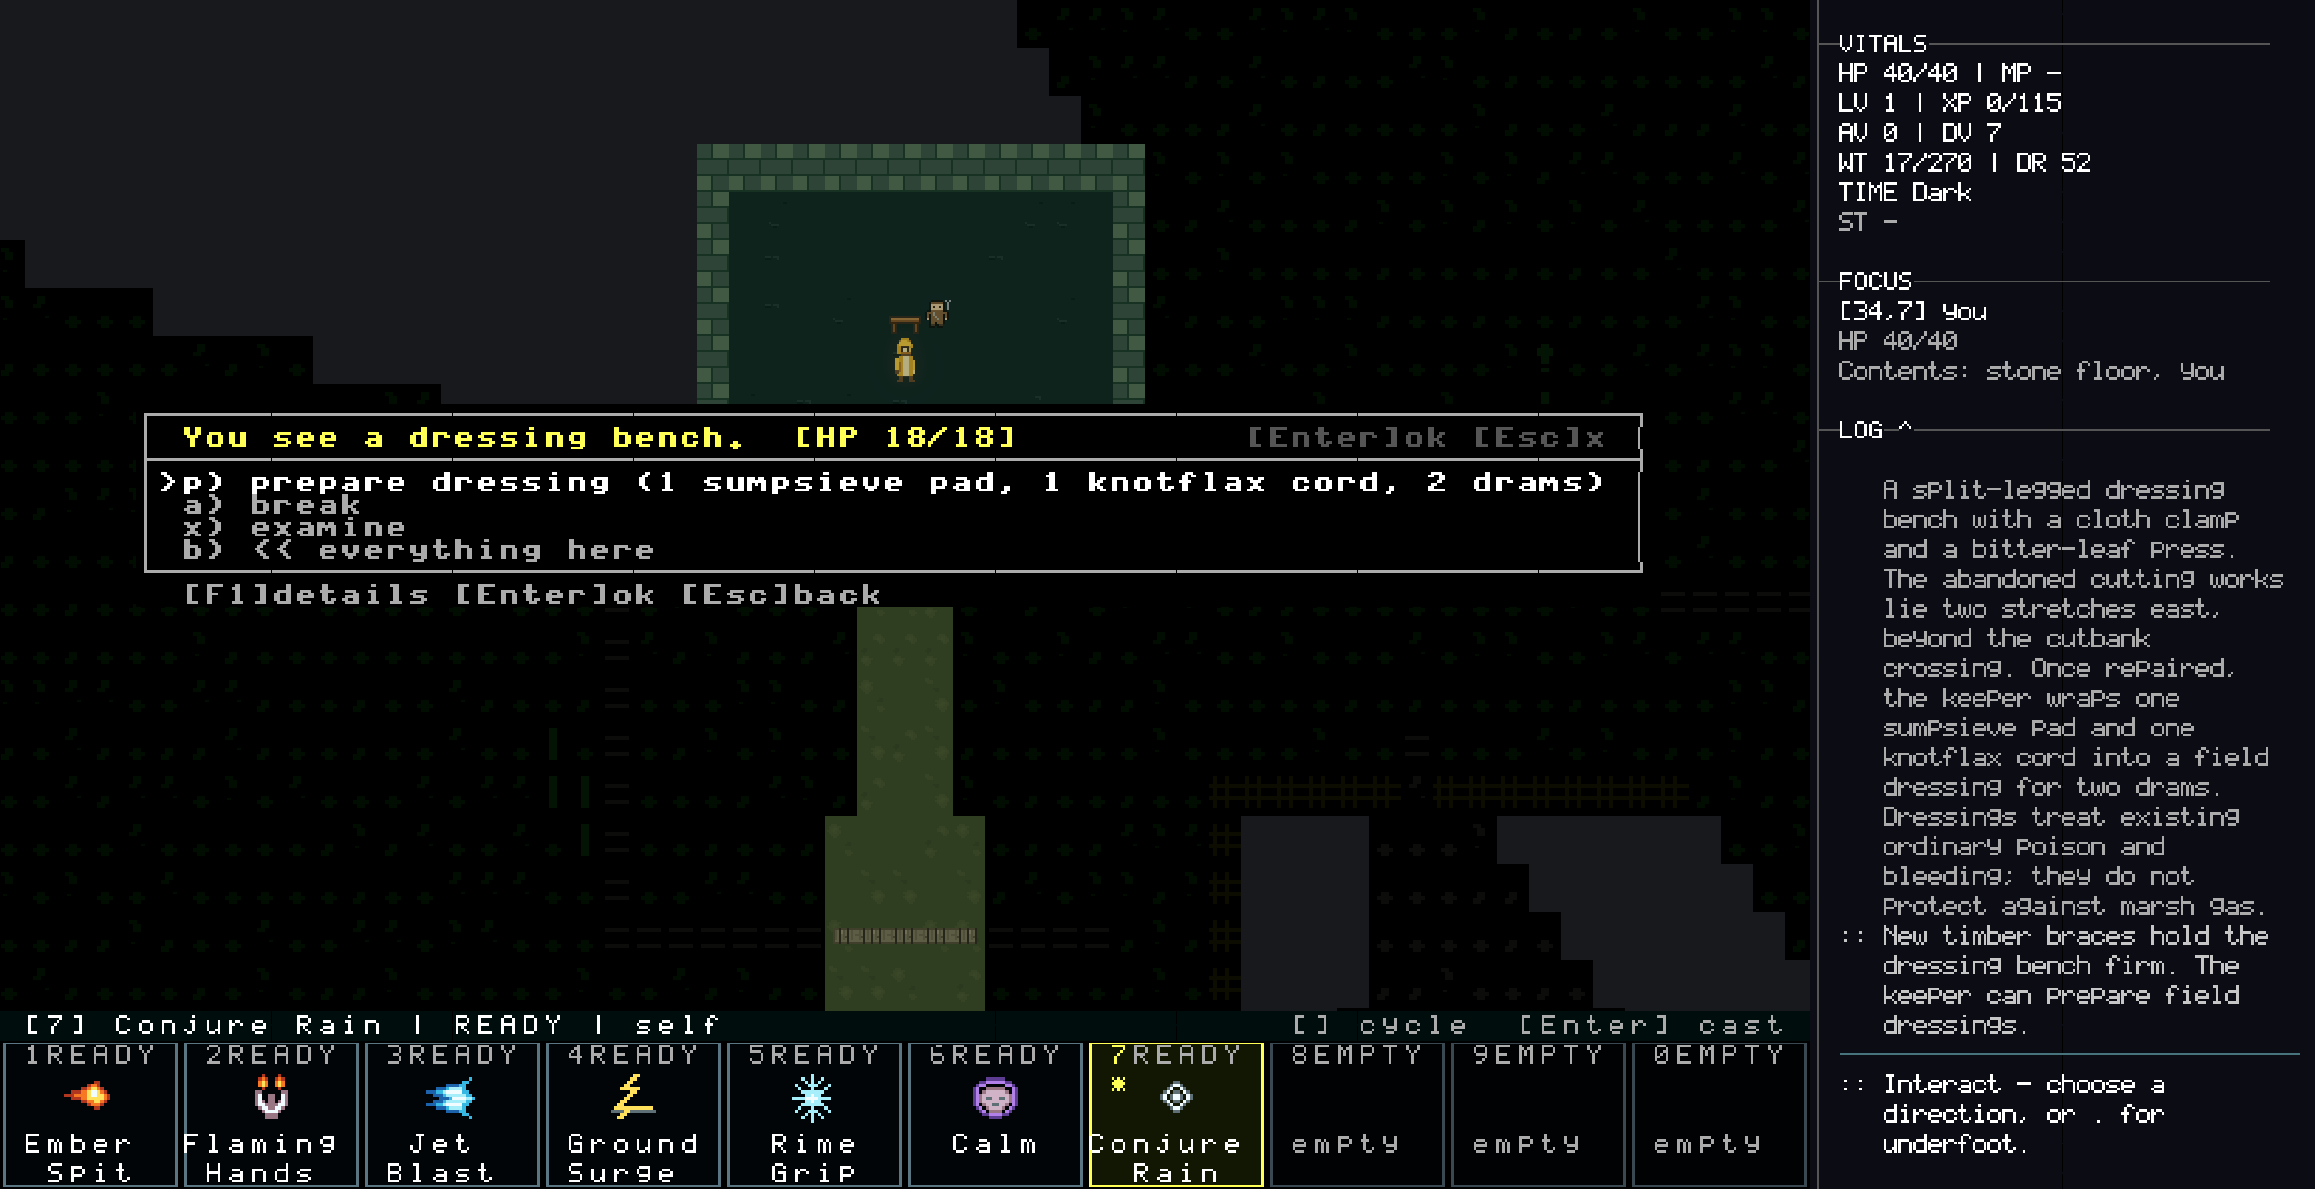 VITALS
HP 40/40 | MP -
LV 1 | XP 0/115
AV 0 | DV 7
WT 17/270 | DR 52
TIME Dark
ST -
FOCUS
[34,7] You
HP 40/40
Contents: stone floor, You
LOG ^
A split-legged dressing
bench with a cloth clamp
and a bitter-leaf press.
The abandoned cutting works
lie two stretches east,
beyond the cutbank
crossing. Once repaired,
the keeper wraps one
sumpsieve pad and one
knotflax cord into a field
dressing for two drams.
Dressings treat existing
ordinary poison and
bleeding; they do not
protect against marsh gas.
:: New timber braces hold the
dressing bench firm. The
keeper can prepare field
dressings.
:: Interact - choose a
direction, or . for
underfoot.
You see a dressing bench. [HP 18/18] [Enter]ok [Esc]x
>p) prepare dressing (1 sumpsieve pad, 1 knotflax cord, 2 drams)
a) break
x) examine
b) << everything here
[F1]details [Enter]ok [Esc]back
[7] Conjure Rain | READY | self [] cycle [Enter] cast
1READY 2READY 3READY 4READY 5READY 6READY 7READY 8EMPTY 9EMPTY 0EMPTY
*
Ember Flaming Jet Ground Rime Calm Conjure empty empty empty
Spit Hands Blast Surge Grip Rain